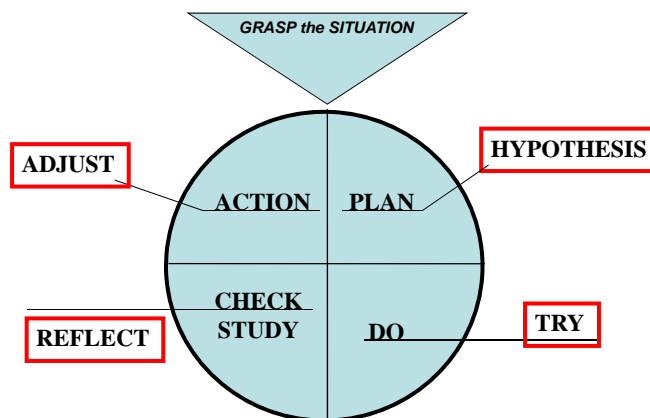 GRASP the SITUATION
ADJUST
HYPOTHESIS
ACTION
PLAN
CHECK
STUDY
REFLECT
DO
TRY